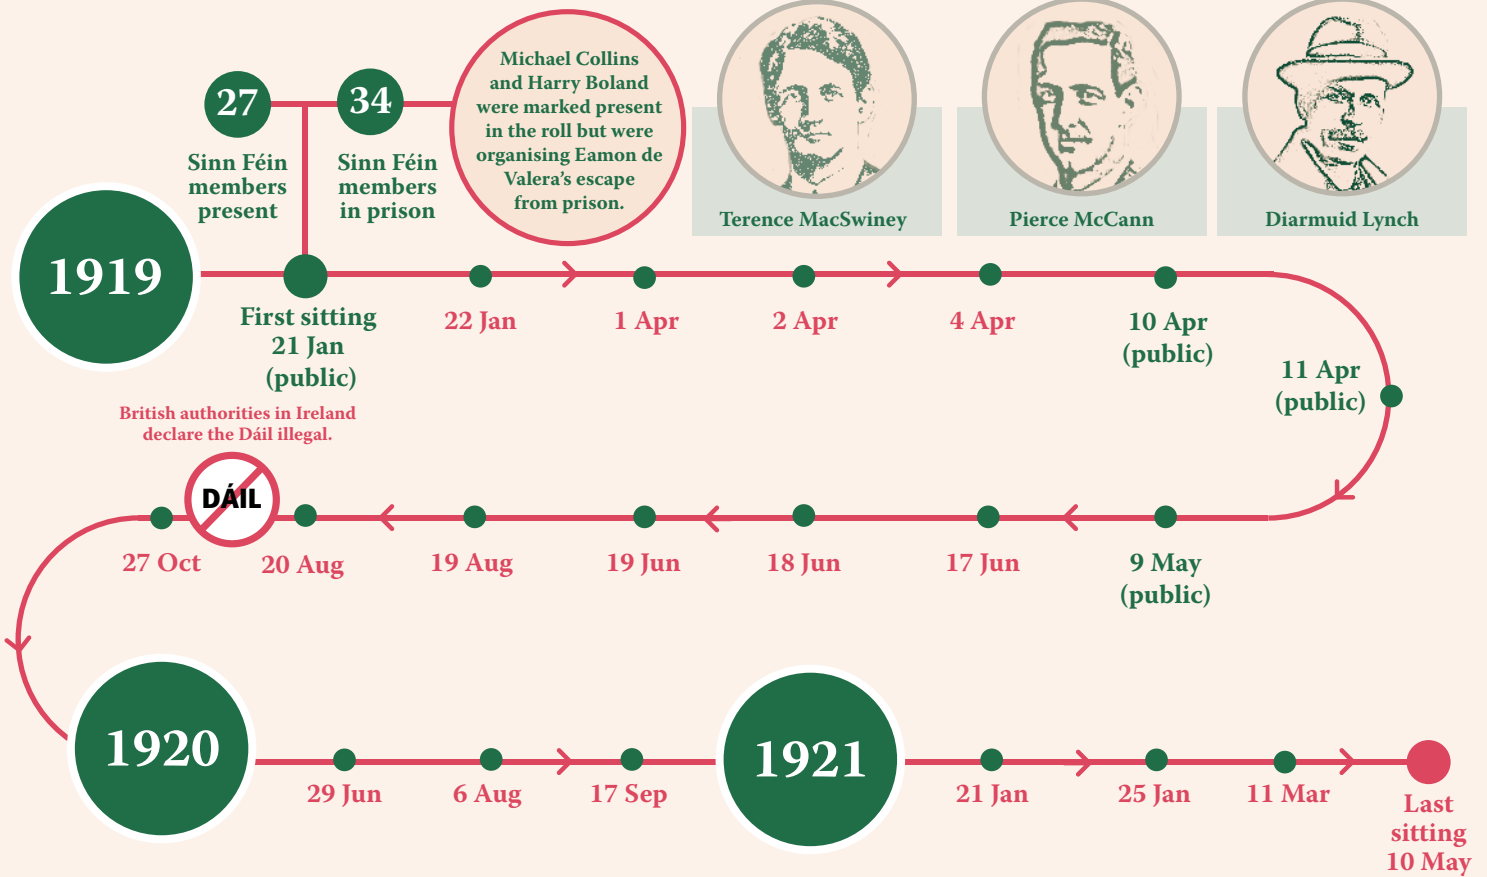 27
Sinn Féin
members
present
34
Sinn Féin
members
in prison
Michael Collins
and Harry Boland
were marked present
in the roll but were
organising Eamon de
Valera’s escape
from prison.
Terence MacSwiney
Pierce McCann
Diarmuid Lynch
1919
First sitting
21 Jan
(public)
22 Jan
1 Apr
2 Apr
4 Apr
10 Apr
(public)
11 Apr
(public)
9 May
(public)
17 Jun
18 Jun
19 Jun
19 Aug
20 Aug
British authorities in Ireland
declare the Dáil illegal.
DÁIL
27 Oct
1920
29 Jun
6 Aug
17 Sep
1921
21 Jan
25 Jan
11 Mar
Last
sitting
10 May